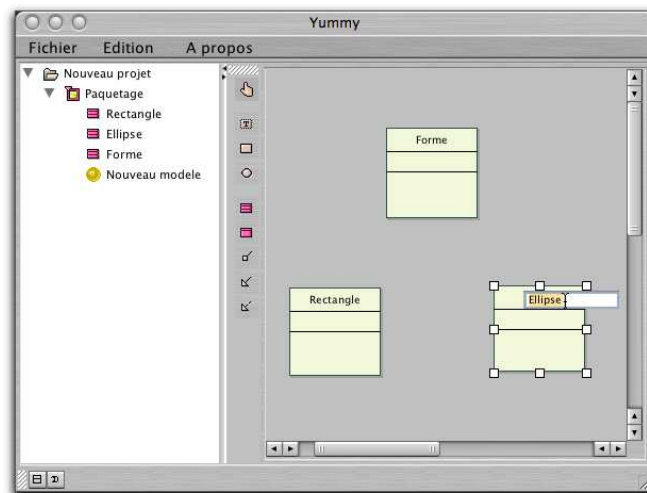 Yummy
Fichier Edition A propos
Nouveau projet
Paquetage
Rectangle
Ellipse
Forme
Nouveau modele
Forme
Rectangle
Ellipse